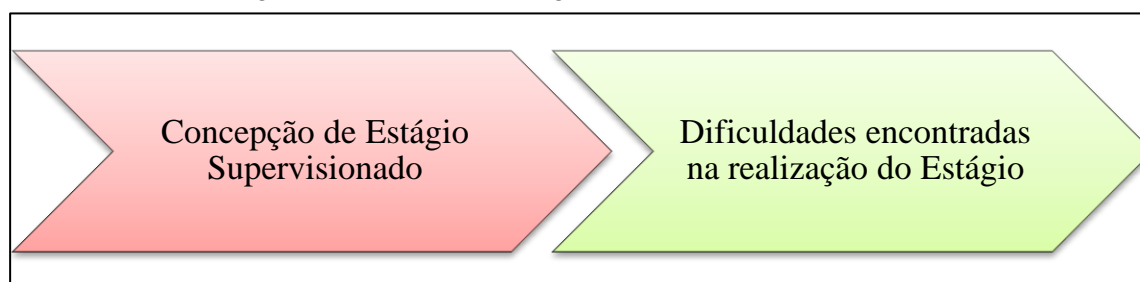 Concepção de Estágio
Supervisionado
Dificuldades encontradas
na realização do Estágio